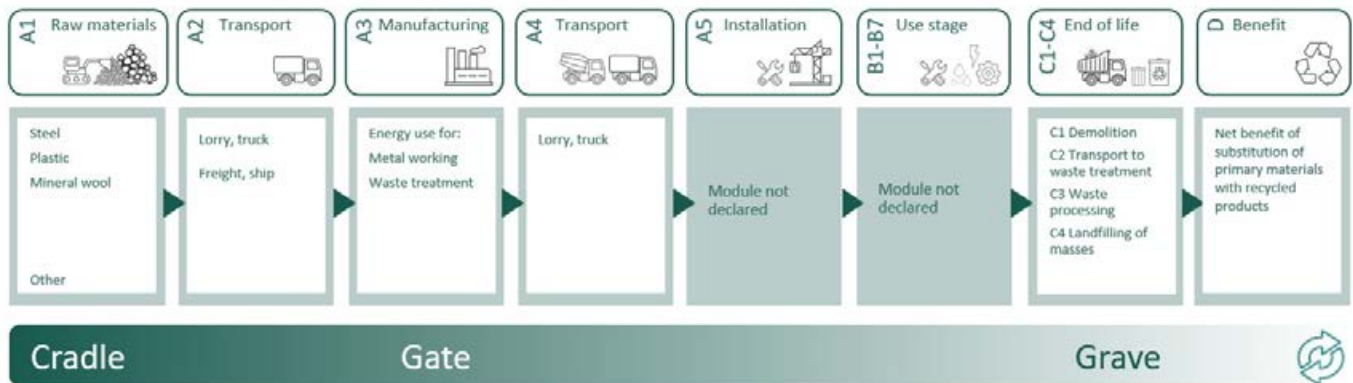 A1 Raw materials
A2 Transport
A3 Manufacturing
A4 Transport
A5 Installation
B1-B7 Use stage
C1-C4 End of life
D Benefit
Steel
Plastic
Mineral wool
Other
Lorry, truck
Freight, ship
Energy use for:
Metal working
Waste treatment
Lorry, truck
Module not
declared
Module not
declared
C1 Demolition
C2 Transport to
waste treatment
C3 Waste
processing
C4 Landfilling of
masses
Net benefit of
substitution of
primary materials
with recycled
products
Cradle
Gate
Grave